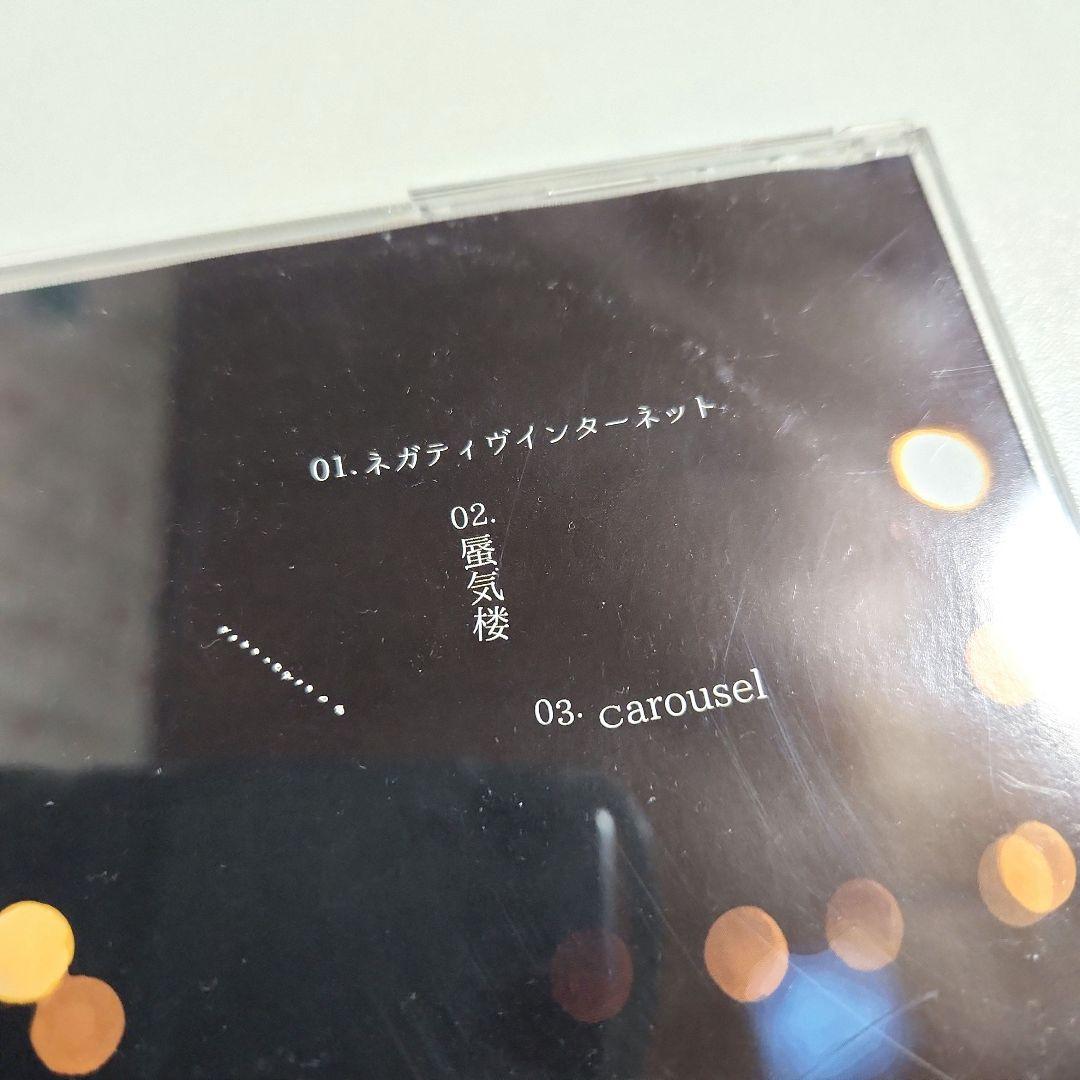 01. ネガティヴインターネット
02. 蜃気楼
03. carousel